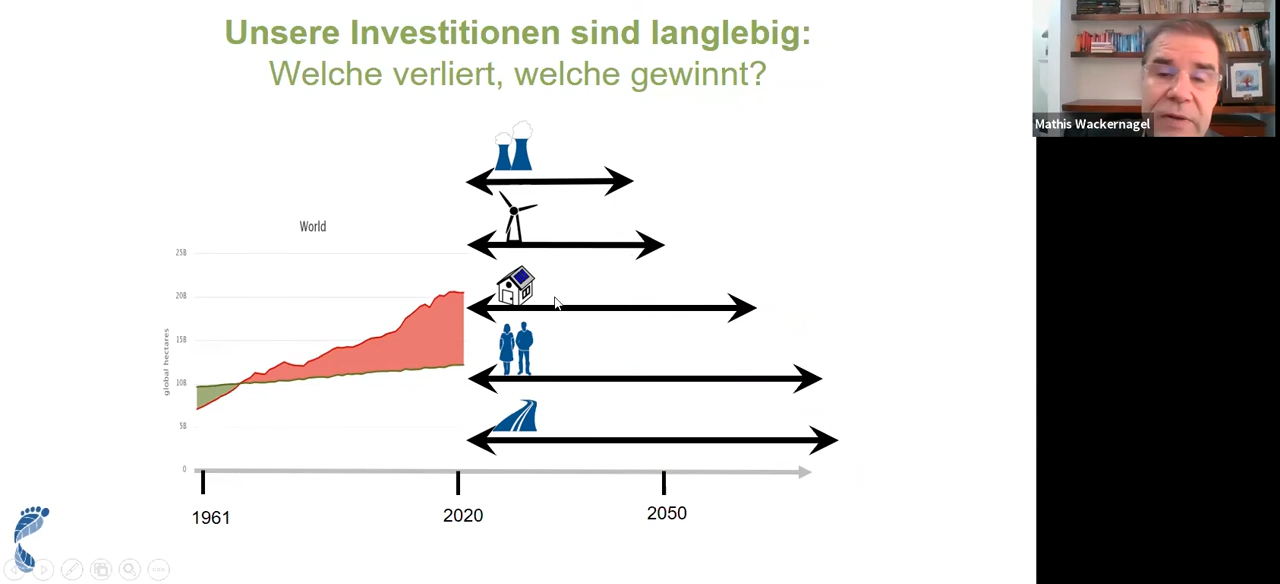 Unsere Investitionen sind langlebig:
Welche verliert, welche gewinnt?
Mathis Wackernagel
World
global hectares
25B
20B
15B
10B
5B
0
1961
2020
2050